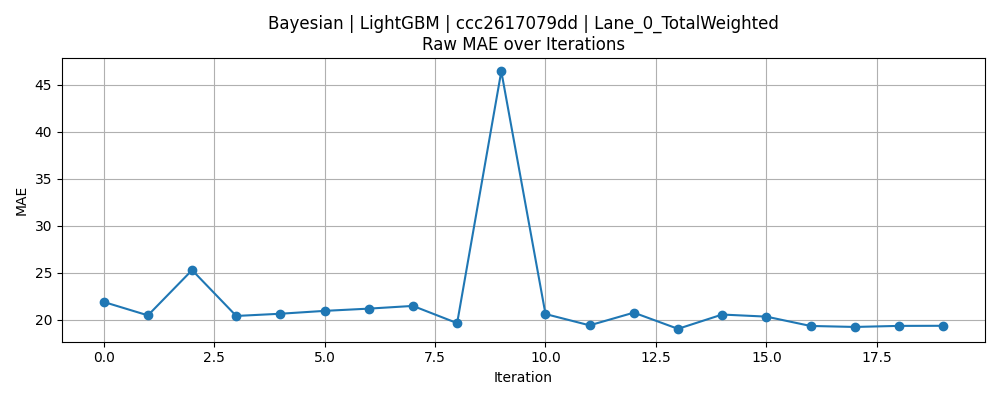 Bayesian | LightGBM | ccc2617079dd | Lane_0_TotalWeighted
Raw MAE over Iterations
MAE
45
40
35
30
25
20
0.0 2.5 5.0 7.5 10.0 12.5 15.0 17.5
Iteration